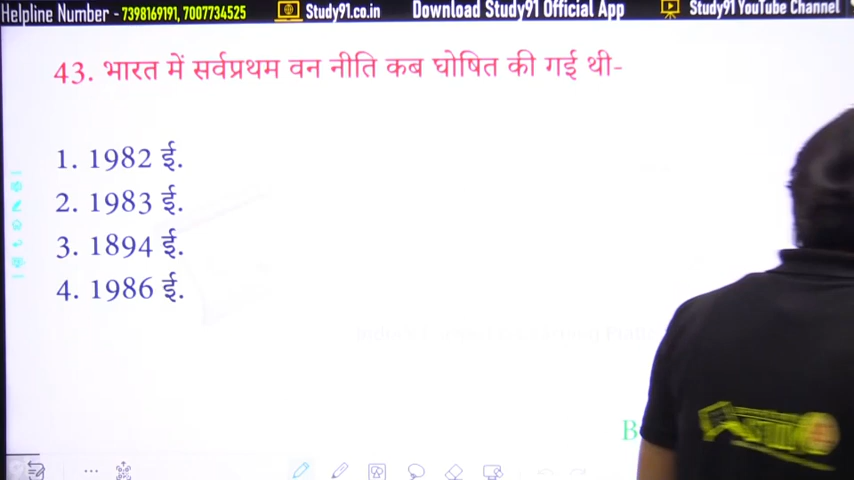 Helpline Number - 7398169191, 7007734525 Study91.co.in Download Study91 Official App Study91 YouTube Channel
43. भारत में सर्वप्रथम वन नीति कब घोषित की गई थी-
1. 1982 ई.
2. 1983 ई.
3. 1894 ई.
4. 1986 ई.